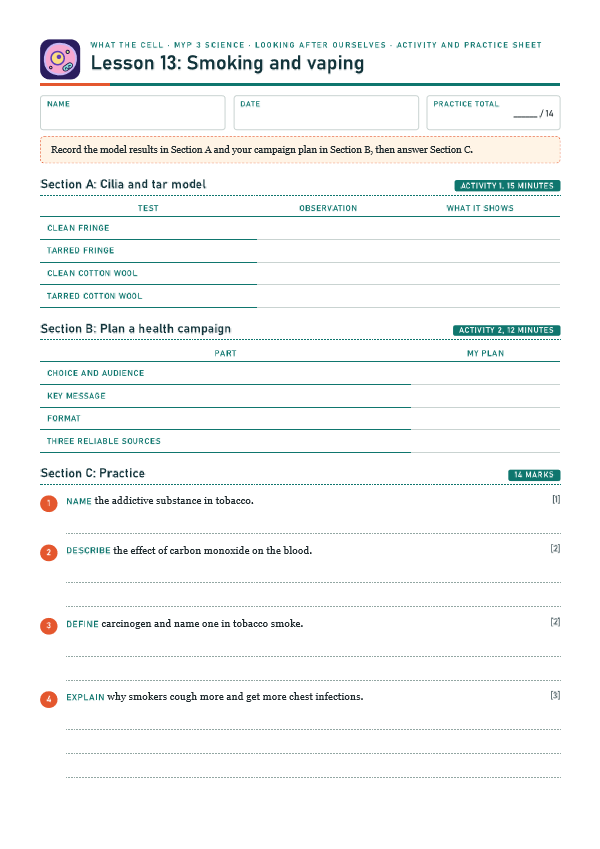 WHAT THE CELL · MYP 3 SCIENCE · LOOKING AFTER OURSELVES · ACTIVITY AND PRACTICE SHEET
Lesson 13: Smoking and vaping
NAME DATE PRACTICE TOTAL
_____ / 14
Record the model results in Section A and your campaign plan in Section B, then answer Section C.
Section A: Cilia and tar model ACTIVITY 1, 15 MINUTES
TEST OBSERVATION WHAT IT SHOWS
CLEAN FRINGE
TARRED FRINGE
CLEAN COTTON WOOL
TARRED COTTON WOOL
Section B: Plan a health campaign ACTIVITY 2, 12 MINUTES
PART MY PLAN
CHOICE AND AUDIENCE
KEY MESSAGE
FORMAT
THREE RELIABLE SOURCES
Section C: Practice 14 MARKS
1 NAME the addictive substance in tobacco. [1]
2 DESCRIBE the effect of carbon monoxide on the blood. [2]
3 DEFINE carcinogen and name one in tobacco smoke. [2]
4 EXPLAIN why smokers cough more and get more chest infections. [3]